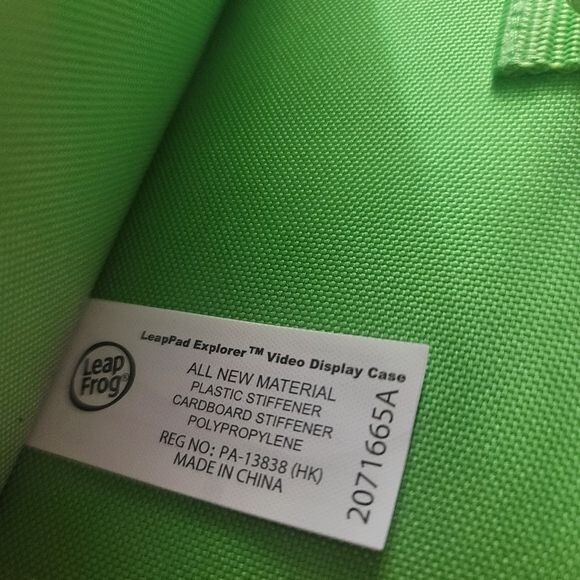 Leap
Frog®
LeapPad Explorer™ Video Display Case
ALL NEW MATERIAL
PLASTIC STIFFENER
CARDBOARD STIFFENER
POLYPROPYLENE
REG NO: PA-13838 (HK)
MADE IN CHINA
2071665A